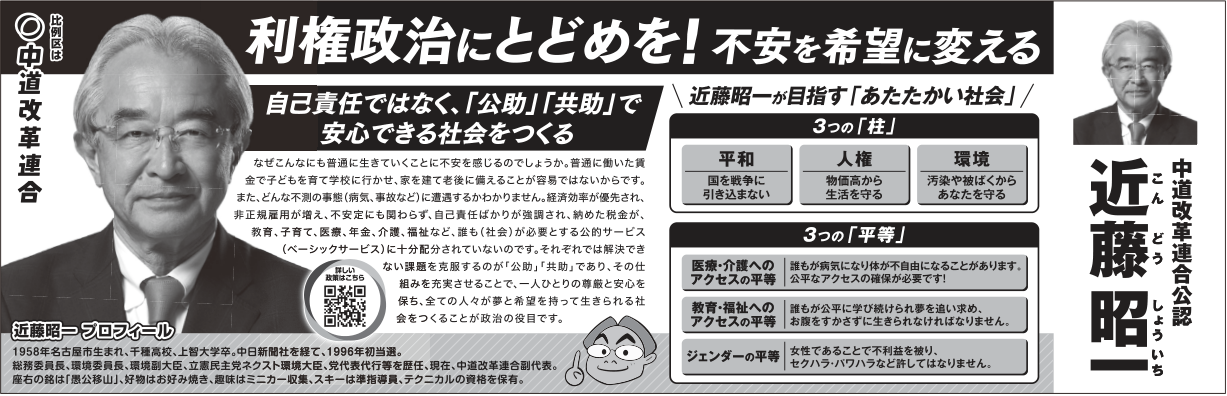 比例区は
中道改革連合
利権政治にとどめを！不安を希望に変える
自己責任ではなく、「公助」「共助」で
安心できる社会をつくる
なぜこんなにも普通に生きていくことに不安を感じるのでしょうか。普通に働いた賃
金で子どもを育て学校に行かせ、家を建て老後に備えることが容易ではないからです。
また、どんな不測の事態（病気、事故など）に遭遇するかわかりません。経済効率が優先され、
非正規雇用が増え、不安定にも関わらず、自己責任ばかりが強調され、納めた税金が、
教育、子育て、医療、年金、介護、福祉など、誰も（社会）が必要とする公的サービス
（ベーシックサービス）に十分配分されていないのです。それぞれでは解決でき
ない課題を克服するのが「公助」「共助」であり、その仕
組みを充実させることで、一人ひとりの尊厳と安心を
保ち、全ての人々が夢と希望を持って生きられる社
会をつくることが政治の役目です。
詳しい
政策はこちら
近藤昭一 プロフィール
1958年名古屋市生まれ、千種高校、上智大学卒。中日新聞社を経て、1996年初当選。
総務委員長、環境委員長、環境副大臣、立憲民主党ネクスト環境大臣、党代表代行等を歴任、現在、中道改革連合副代表。
座右の銘は「愚公移山」、好物はお好み焼き、趣味はミニカー収集、スキーは準指導員、テクニカルの資格を保有。
近藤昭一が目指す「あたたかい社会」
3つの「柱」
平和
国を戦争に
引き込まない
人権
物価高から
生活を守る
環境
汚染や被ばくから
あなたを守る
3つの「平等」
医療・介護への
アクセスの平等
誰もが病気になり体が不自由になることがあります。
公平なアクセスの確保が必要です！
教育・福祉への
アクセスの平等
誰もが公平に学び続けられ夢を追い求め、
お腹をすかさずに生きられなければなりません。
ジェンダーの平等
女性であることで不利益を被り、
セクハラ・パワハラなど許してはなりません。
中道改革連合公認
近藤昭一
こんどうしょういち